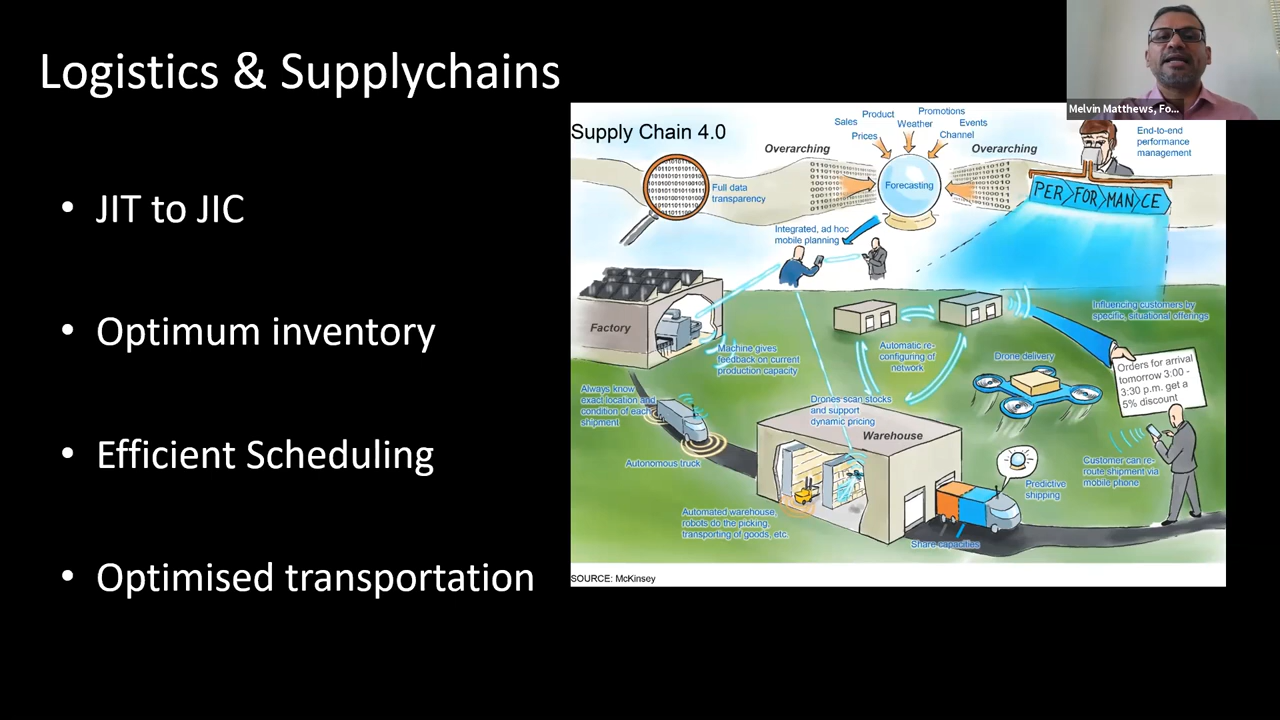 Logistics & Supplychains
• JIT to JIC
• Optimum inventory
• Efficient Scheduling
• Optimised transportation
Melvin Matthews, Fo...
Supply Chain 4.0
Overarching
Sales
Product
Promotions
Prices
Weather
Events
Channel
Overarching
End-to-end
performance
management
Full data
transparency
Forecasting
PER FOR MAN CE
Integrated, ad hoc
mobile planning
Factory
Machine gives
feedback on current
production capacity
Automatic re-
configuring of
network
Influencing customers by
specific, situational offerings
Drone delivery
Orders for arrival
tomorrow 3:00 -
3:30 p.m. get a
5% discount
Always know
exact location and
condition of each
shipment
Drones scan stocks
and support
dynamic pricing
Warehouse
Autonomous truck
Customer can re-
route shipment via
mobile phone
Predictive
shipping
Automated warehouse,
robots do the picking,
transporting of goods, etc.
Share capacities
SOURCE: McKinsey